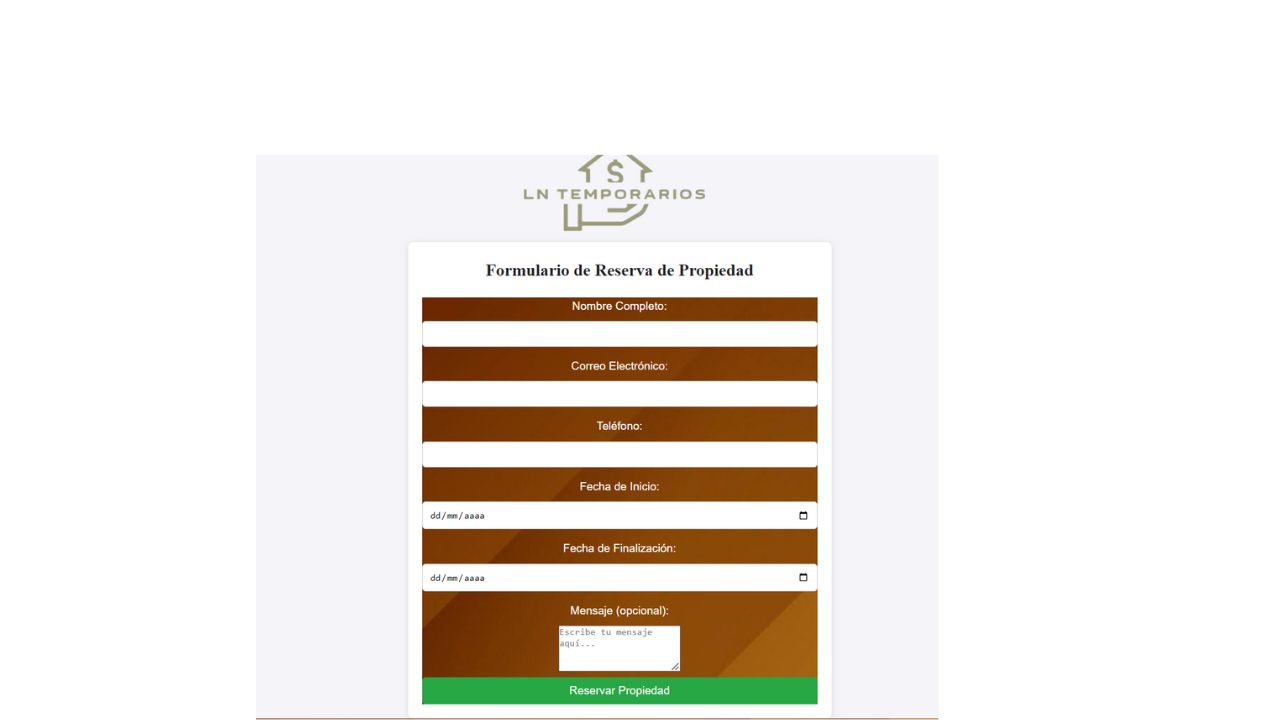 $
LN TEMPORARIOS
Formulario de Reserva de Propiedad
Nombre Completo:
Correo Electrónico:
Teléfono:
Fecha de Inicio:
dd/mm/aaaa
Fecha de Finalización:
dd/mm/aaaa
Mensaje (opcional):
Escribe tu mensaje
aquí...
Reservar Propiedad